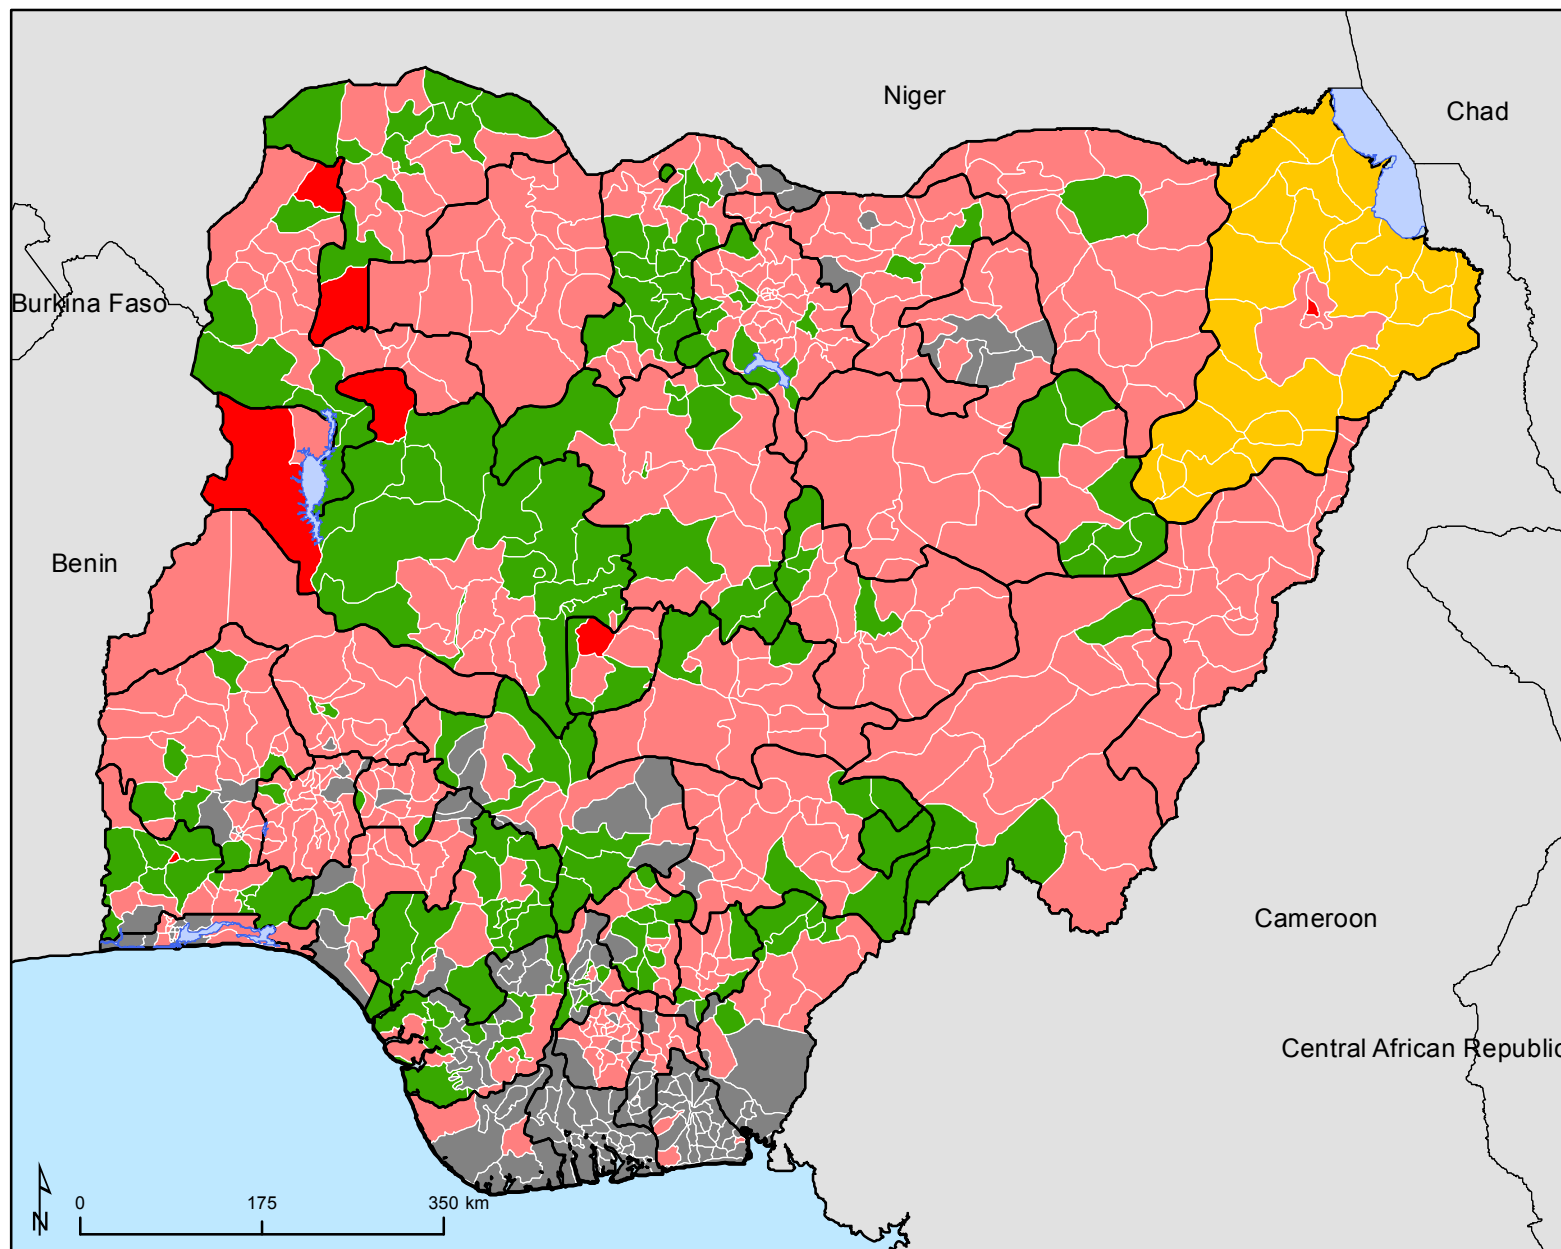 Niger
Chad
Burkina Faso
Benin
Cameroon
Central African Republic
0 175 350 km
N